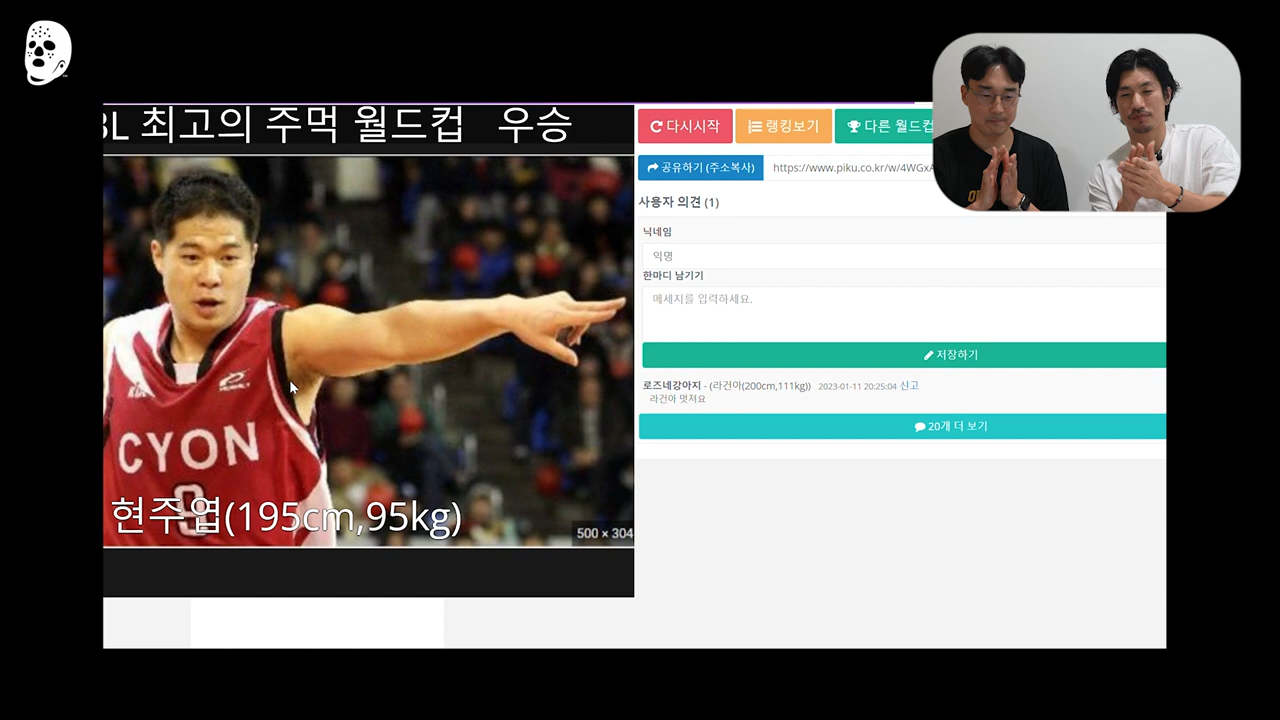 BL 최고의 주먹 월드컵 우승
CYON
9
현주엽(195cm,95kg)
500 × 304
다시시작
랭킹보기
다른 월드컵
공유하기 (주소복사)
https://www.piku.co.kr/w/4WGxA
사용자 의견 (1)
닉네임
익명
한마디 남기기
메세지를 입력하세요.
저장하기
로즈네강아지 - (라건아(200cm,111kg)) 2023-01-11 20:25:04 신고
라건아 멋져요
20개 더 보기